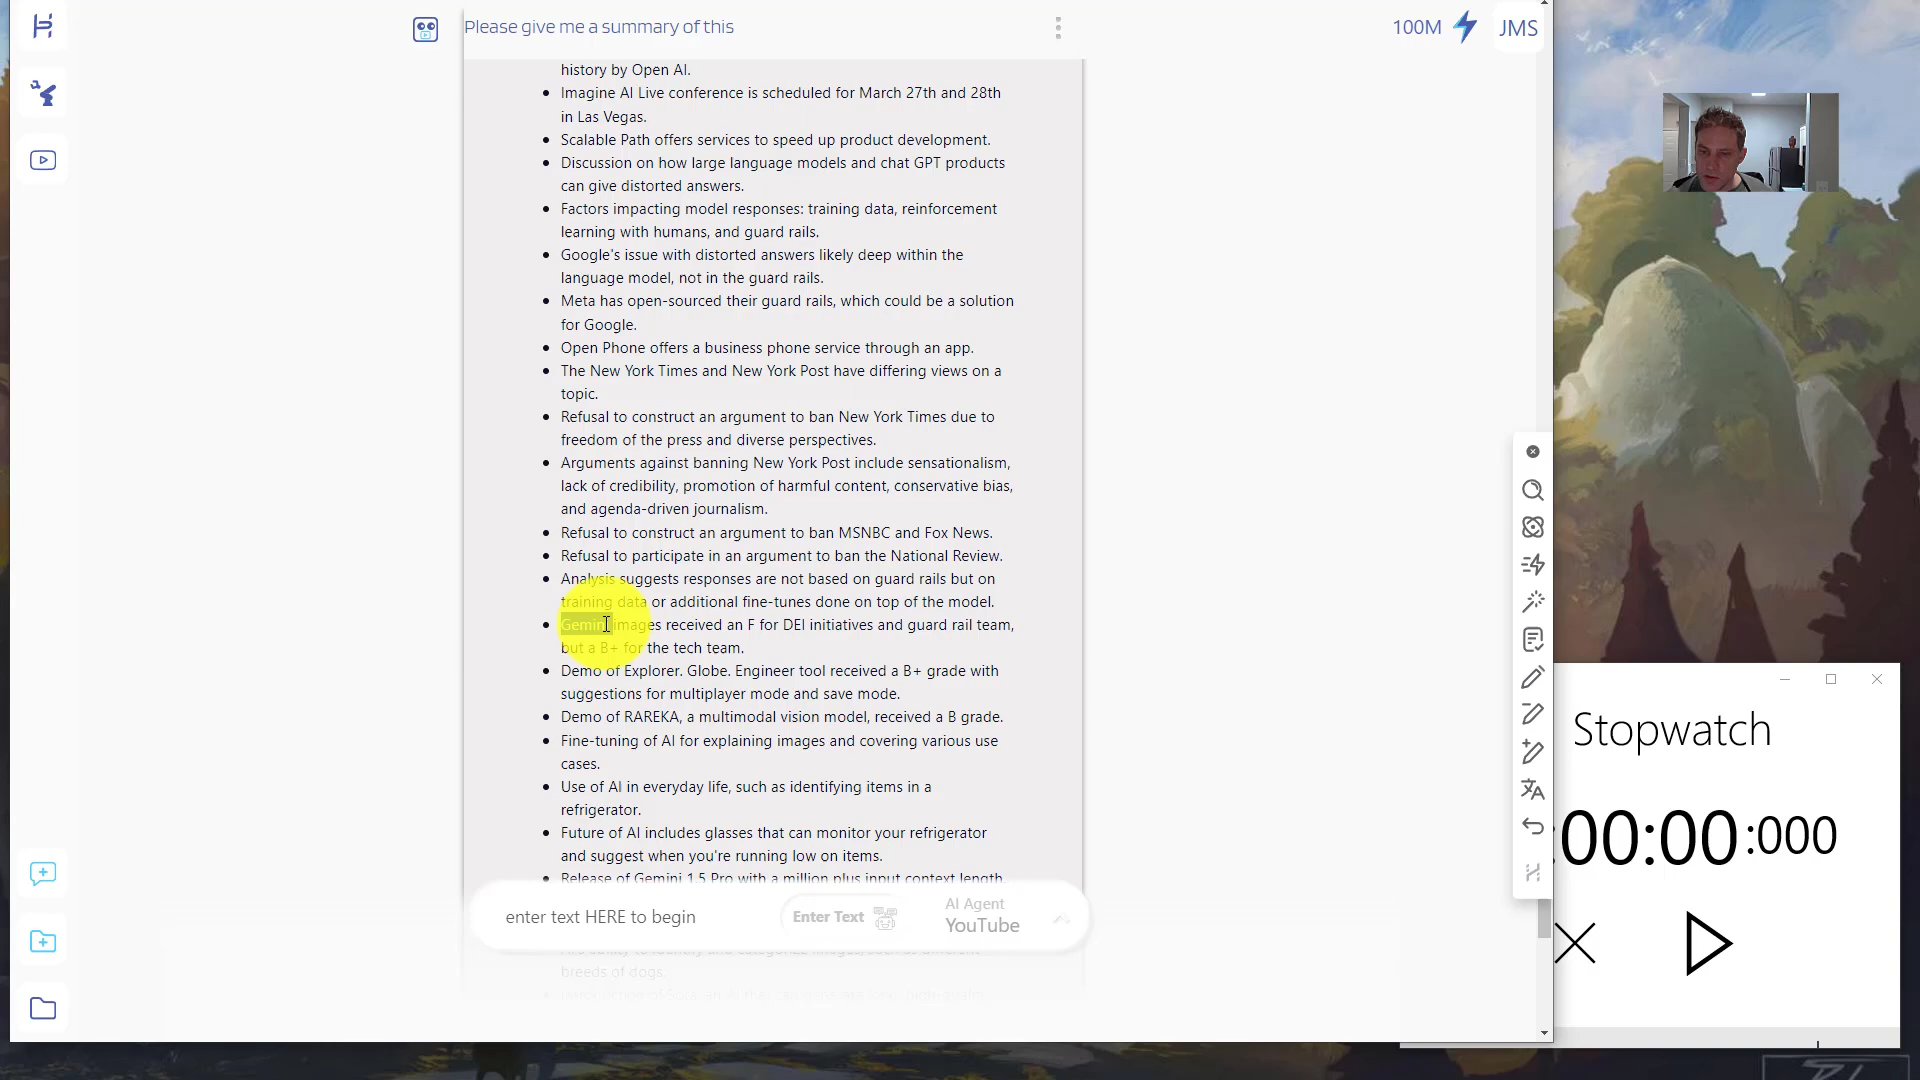 Please give me a summary of this
100M
JMS
history by Open AI.
Imagine AI Live conference is scheduled for March 27th and 28th
in Las Vegas.
Scalable Path offers services to speed up product development.
Discussion on how large language models and chat GPT products
can give distorted answers.
Factors impacting model responses: training data, reinforcement
learning with humans, and guard rails.
Google's issue with distorted answers likely deep within the
language model, not in the guard rails.
Meta has open-sourced their guard rails, which could be a solution
for Google.
Open Phone offers a business phone service through an app.
The New York Times and New York Post have differing views on a
topic.
Refusal to construct an argument to ban New York Times due to
freedom of the press and diverse perspectives.
Arguments against banning New York Post include sensationalism,
lack of credibility, promotion of harmful content, conservative bias,
and agenda-driven journalism.
Refusal to construct an argument to ban MSNBC and Fox News.
Refusal to participate in an argument to ban the National Review.
Analysis suggests responses are not based on guard rails but on
training data or additional fine-tunes done on top of the model.
Gemini images received an F for DEI initiatives and guard rail team,
but a B+ for the tech team.
Demo of Explorer. Globe. Engineer tool received a B+ grade with
suggestions for multiplayer mode and save mode.
Demo of RAREKA, a multimodal vision model, received a B grade.
Fine-tuning of AI for explaining images and covering various use
cases.
Use of AI in everyday life, such as identifying items in a
refrigerator.
Future of AI includes glasses that can monitor your refrigerator
and suggest when you're running low on items.
Release of Gemini 1.5 Pro with a million plus input context length.
enter text HERE to begin
Enter Text
AI Agent
YouTube
breeds of dogs.
Stopwatch
:00:00:000